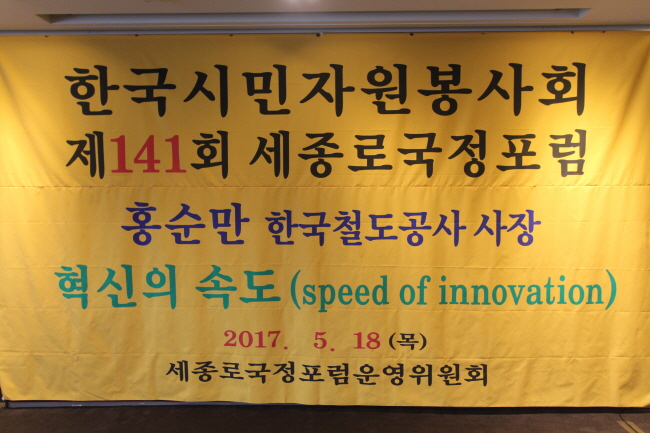 한국시민자원봉사회
제141회 세종로국정포럼
홍순만 한국철도공사 사장
혁신의 속도 (speed of innovation)
2017. 5. 18 (목)
세종로국정포럼운영위원회